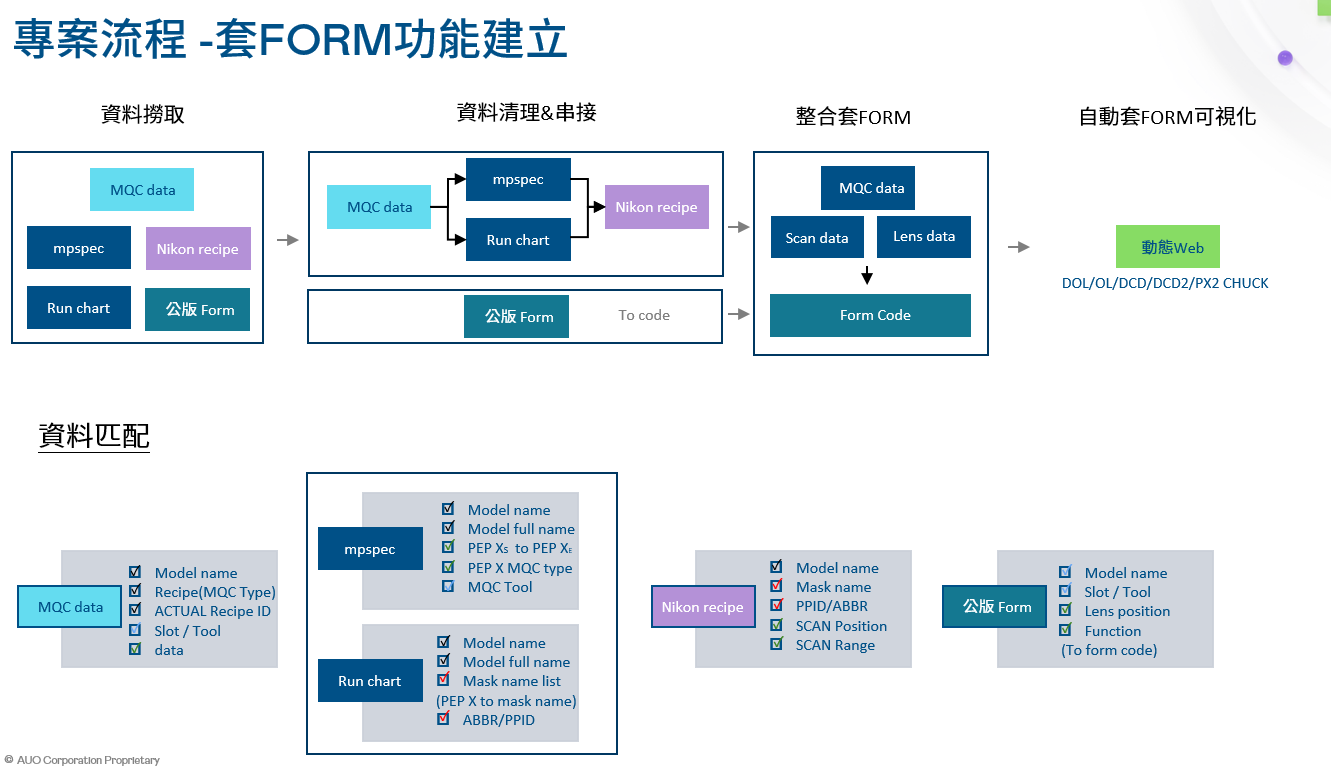 專案流程 -套FORM功能建立
資料撈取
資料清理&串接
整合套FORM
自動套FORM可視化
MQC data
mpspec
Nikon recipe
Run chart
公版 Form
MQC data
mpspec
Run chart
Nikon recipe
公版 Form
To code
MQC data
Scan data
Lens data
Form Code
動態Web
DOL/OL/DCD/DCD2/PX2 CHUCK
資料匹配
MQC data
Model name
Recipe(MQC Type)
ACTUAL Recipe ID
Slot / Tool
data
mpspec
Model name
Model full name
PEP Xs to PEP XE
PEP X MQC type
MQC Tool
Run chart
Model name
Model full name
Mask name list
(PEP X to mask name)
ABBR/PPID
Nikon recipe
Model name
Mask name
PPID/ABBR
SCAN Position
SCAN Range
公版 Form
Model name
Slot / Tool
Lens position
Function
(To form code)
© AUO Corporation Proprietary